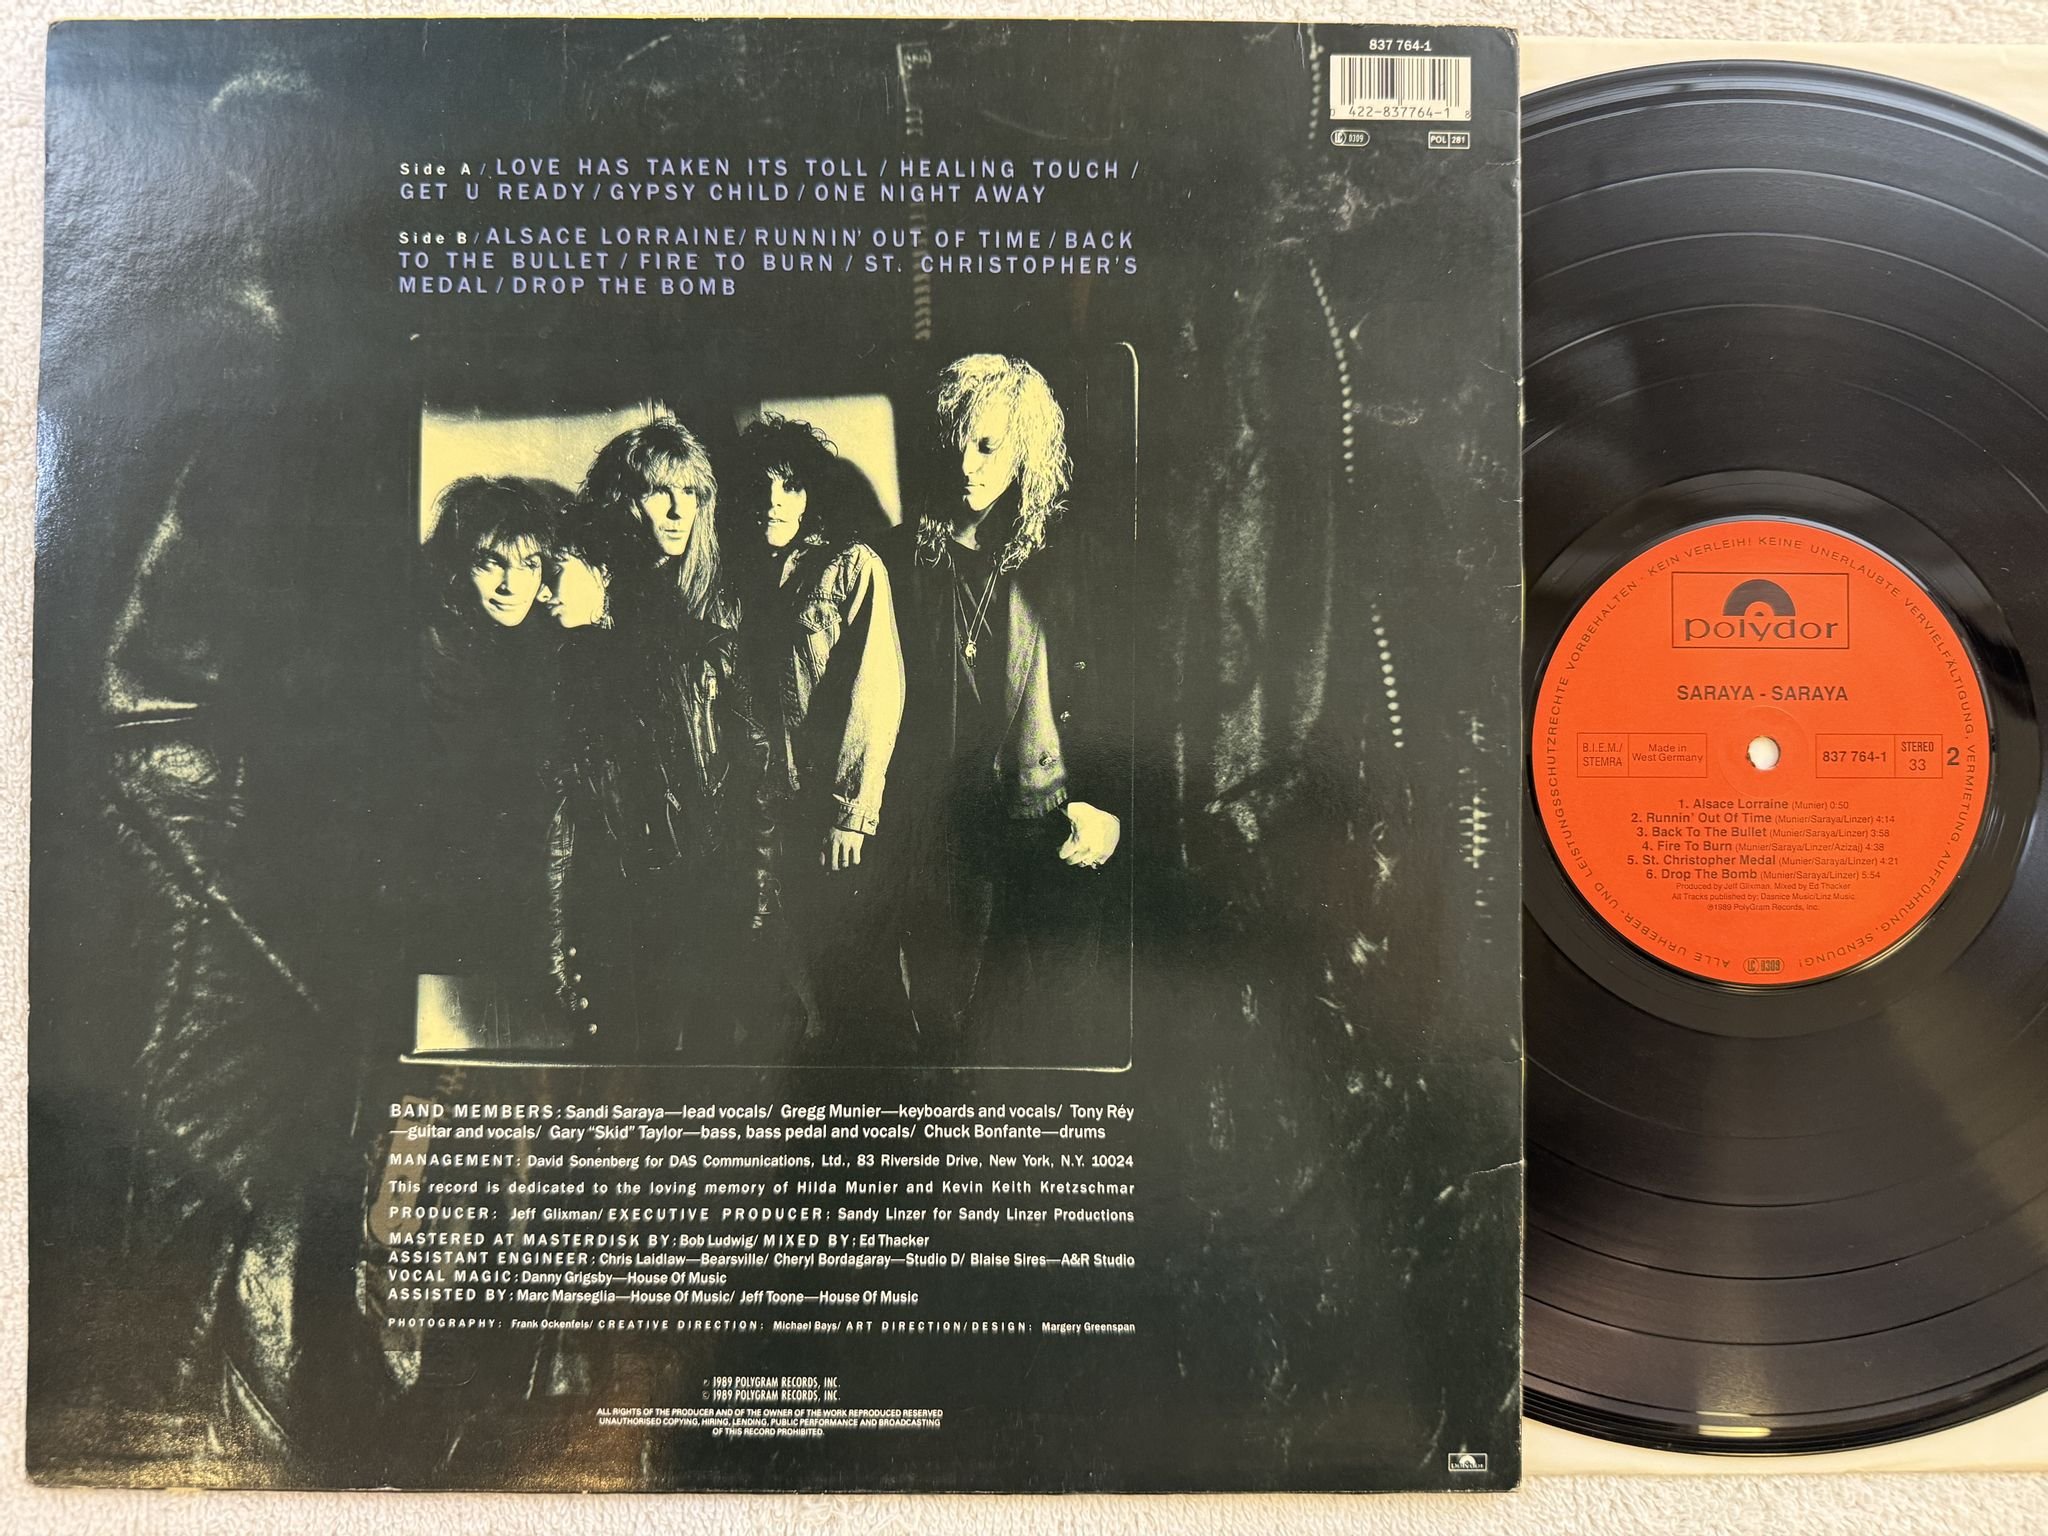 837 764-1
0 422-837764-1 8
LC 0309
POL 281
Side A / LOVE HAS TAKEN ITS TOLL / HEALING TOUCH /
GET U READY / GYPSY CHILD / ONE NIGHT AWAY
Side B / ALSACE LORRAINE / RUNNIN' OUT OF TIME / BACK
TO THE BULLET / FIRE TO BURN / ST. CHRISTOPHER'S
MEDAL / DROP THE BOMB
BAND MEMBERS: Sandi Saraya—lead vocals/ Gregg Munier—keyboards and vocals/ Tony Réy
—guitar and vocals/ Gary "Skid" Taylor—bass, bass pedal and vocals/ Chuck Bonfante—drums
MANAGEMENT: David Sonenberg for DAS Communications, Ltd., 83 Riverside Drive, New York, N.Y. 10024
This record is dedicated to the loving memory of Hilda Munier and Kevin Keith Kretzschmar
PRODUCER: Jeff Glixman/ EXECUTIVE PRODUCER: Sandy Linzer for Sandy Linzer Productions
MASTERED AT MASTERDISK BY: Bob Ludwig/ MIXED BY: Ed Thacker
ASSISTANT ENGINEER: Chris Laidlaw—Bearsville/ Cheryl Bordagaray—Studio D/ Blaise Sires—A&R Studio
VOCAL MAGIC: Danny Grigsby—House Of Music
ASSISTED BY: Marc Marseglia—House Of Music/ Jeff Toone—House Of Music
PHOTOGRAPHY: Frank Ockenfels/ CREATIVE DIRECTION: Michael Bays/ ART DIRECTION/DESIGN: Margery Greenspan
℗ 1989 POLYGRAM RECORDS, INC.
© 1989 POLYGRAM RECORDS, INC.
ALL RIGHTS OF THE PRODUCER AND OF THE OWNER OF THE WORK REPRODUCED RESERVED
UNAUTHORISED COPYING, HIRING, LENDING, PUBLIC PERFORMANCE AND BROADCASTING
OF THIS RECORD PROHIBITED.
polydor
ALLE URHEBER- UND LEISTUNGSSCHUTZRECHTE VORBEHALTEN · KEIN VERLEIH! KEINE UNERLAUBTE VERVIELFÄLTIGUNG, VERMIETUNG, AUFFÜHRUNG, SENDUNG!
polydor
SARAYA - SARAYA
B.I.E.M./
STEMRA
Made in
West Germany
837 764-1
STEREO
33
2
1. Alsace Lorraine (Munier) 0:50
2. Runnin' Out Of Time (Munier/Saraya/Linzer) 4:14
3. Back To The Bullet (Munier/Saraya/Linzer) 3:58
4. Fire To Burn (Munier/Saraya/Linzer/Azizaj) 4:38
5. St. Christopher Medal (Munier/Saraya/Linzer) 4:21
6. Drop The Bomb (Munier/Saraya/Linzer) 5:54
Produced by Jeff Glixman. Mixed by Ed Thacker
All Tracks published by: Dasnice Music/Linz Music
℗1989 PolyGram Records, Inc.
LC 0309